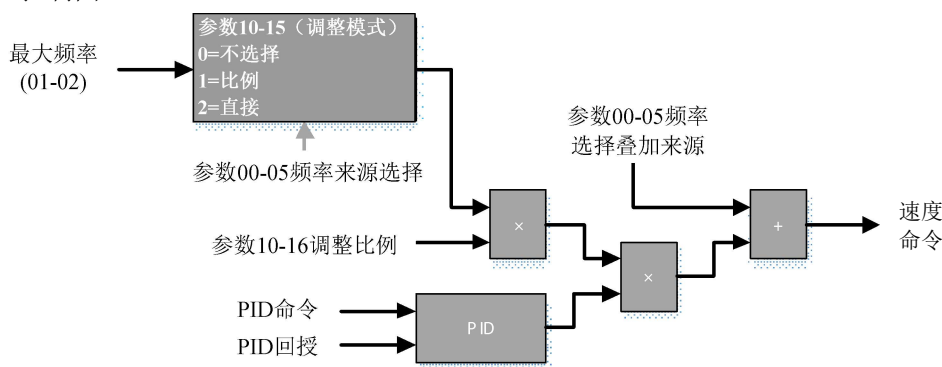 参数10-15（调整模式）
0=不选择
1=比例
2=直接
最大频率
(01-02)
参数00-05频率来源选择
参数00-05频率
选择叠加来源
×
+
速度
命令
参数10-16调整比例
×
PID命令
PID
PID回授